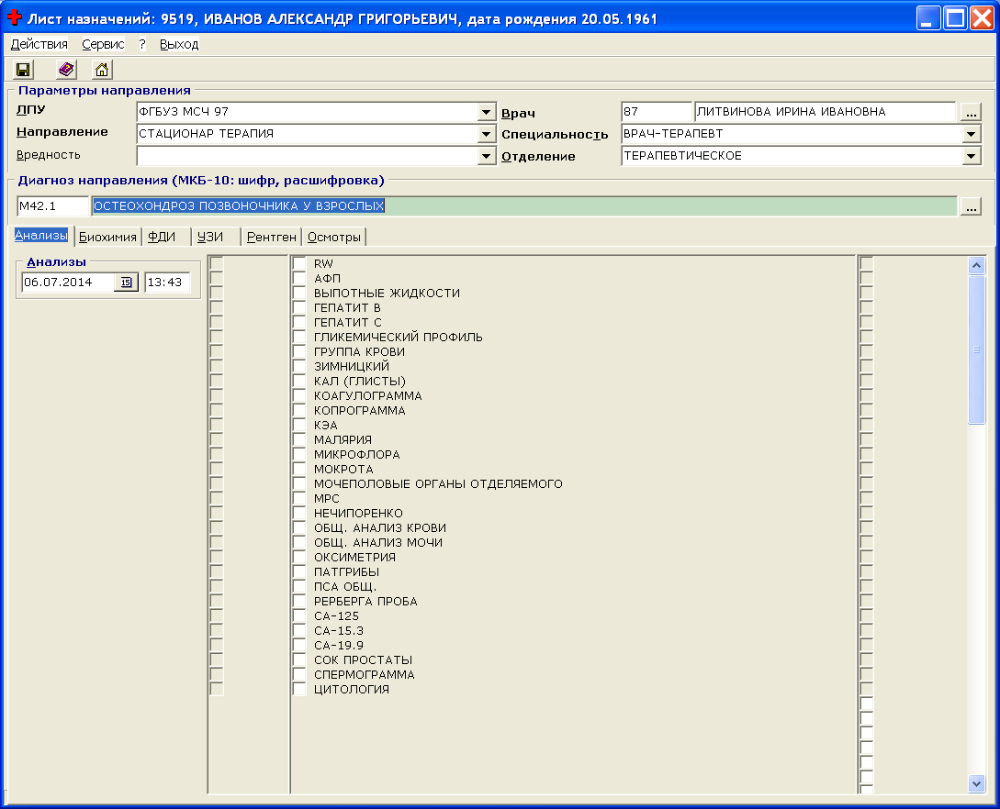 Лист назначений: 9519, ИВАНОВ АЛЕКСАНДР ГРИГОРЬЕВИЧ, дата рождения 20.05.1961
Действия Сервис ? Выход
Параметры направления
ЛПУ ФГБУЗ МСЧ 97 Врач 87 ЛИТВИНОВА ИРИНА ИВАНОВНА ...
Направление СТАЦИОНАР ТЕРАПИЯ Специальность ВРАЧ-ТЕРАПЕВТ
Вредность Отделение ТЕРАПЕВТИЧЕСКОЕ
Диагноз направления (МКБ-10: шифр, расшифровка)
М42.1 ОСТЕОХОНДРОЗ ПОЗВОНОЧНИКА У ВЗРОСЛЫХ ...
Анализы Биохимия ФДИ УЗИ Рентген Осмотры
Анализы
06.07.2014 15 13:43
RW
АФП
ВЫПОТНЫЕ ЖИДКОСТИ
ГЕПАТИТ В
ГЕПАТИТ С
ГЛИКЕМИЧЕСКИЙ ПРОФИЛЬ
ГРУППА КРОВИ
ЗИМНИЦКИЙ
КАЛ (ГЛИСТЫ)
КОАГУЛОГРАММА
КОПРОГРАММА
КЭА
МАЛЯРИЯ
МИКРОФЛОРА
МОКРОТА
МОЧЕПОЛОВЫЕ ОРГАНЫ ОТДЕЛЯЕМОГО
МРС
НЕЧИПОРЕНКО
ОБЩ. АНАЛИЗ КРОВИ
ОБЩ. АНАЛИЗ МОЧИ
ОКСИМЕТРИЯ
ПАТГРИБЫ
ПСА ОБЩ.
РЕРБЕРГА ПРОБА
СА-125
СА-15.3
СА-19.9
СОК ПРОСТАТЫ
СПЕРМОГРАММА
ЦИТОЛОГИЯ